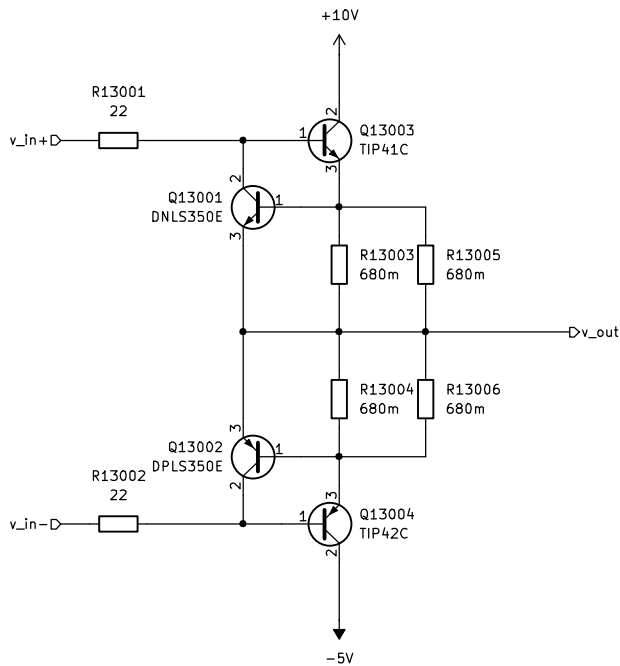 +10V
R13001
22
v_in+
1
2
Q13003
TIP41C
3
2
Q13001
DNLS350E
1
3
R13003
680m
R13005
680m
v_out
R13004
680m
R13006
680m
3
Q13002
DPLS350E
1
2
R13002
22
v_in-
1
3
Q13004
TIP42C
2
-5V